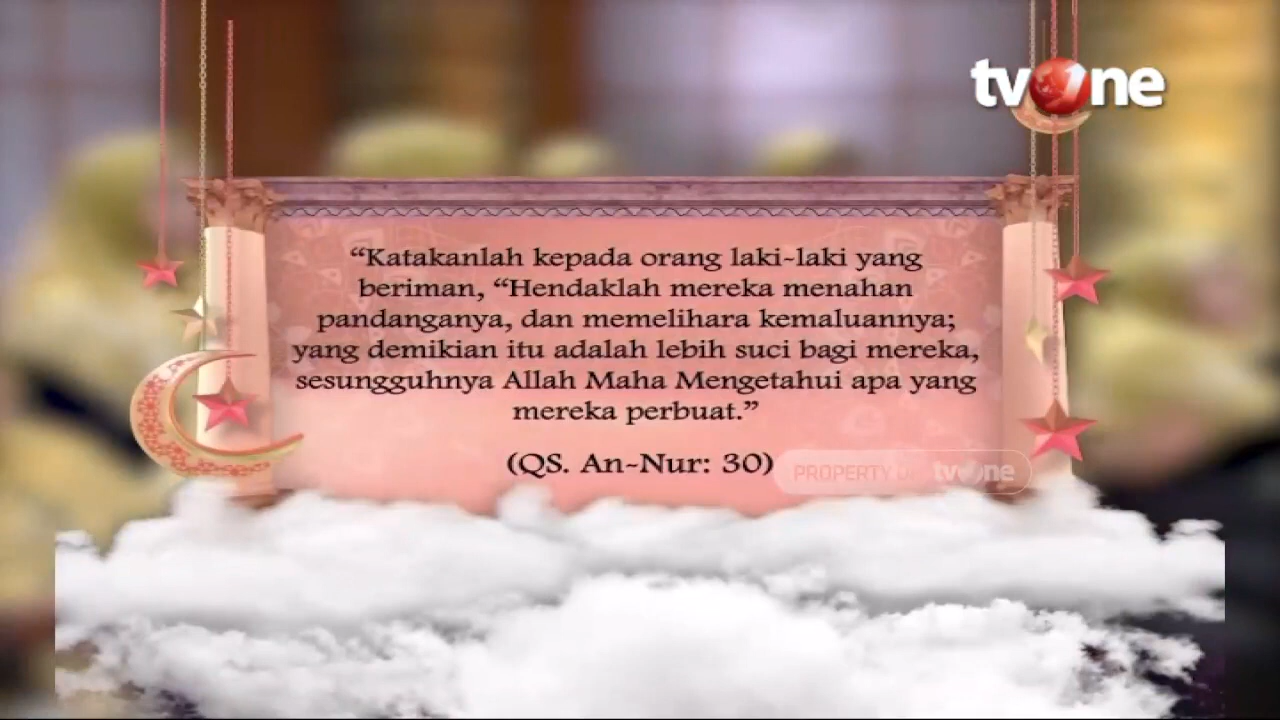 tvOne
“Katakanlah kepada orang laki-laki yang
beriman, “Hendaklah mereka menahan
pandanganya, dan memelihara kemaluannya;
yang demikian itu adalah lebih suci bagi mereka,
sesungguhnya Allah Maha Mengetahui apa yang
mereka perbuat.”
(QS. An-Nur: 30)
PROPERTY OF tvOne